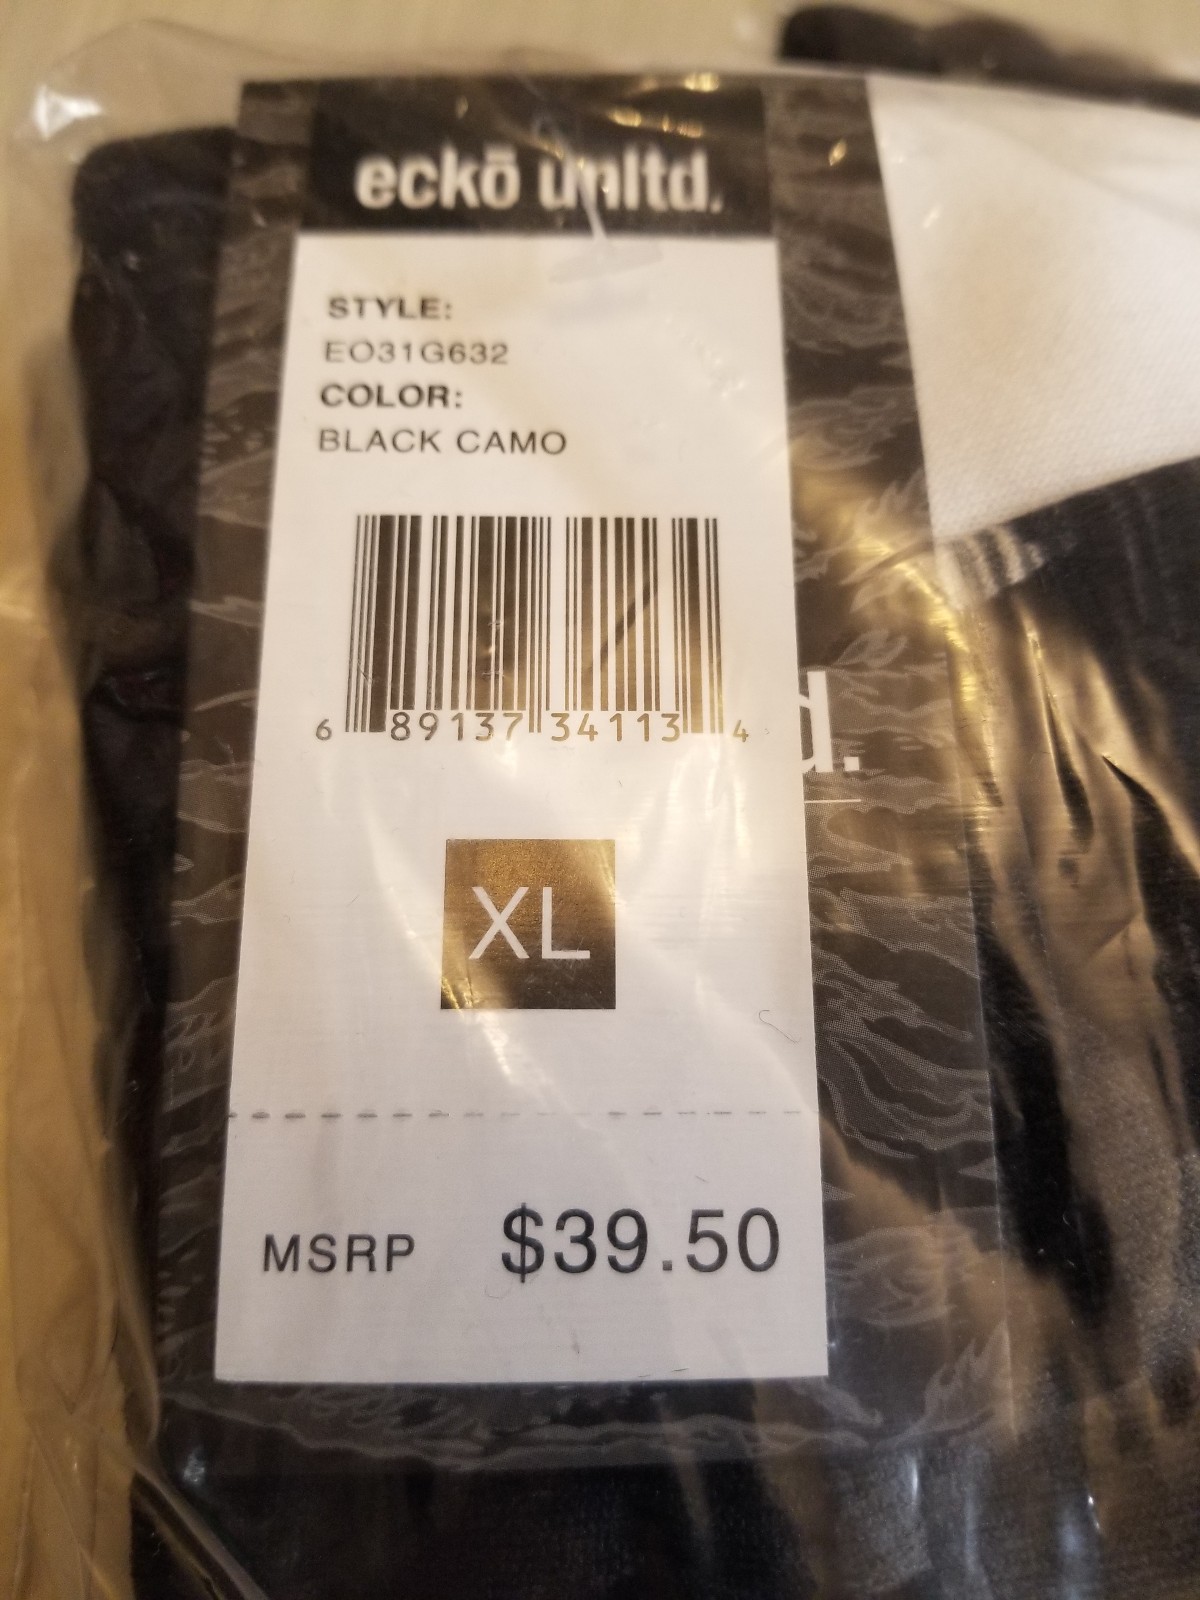 eckō unltd.
STYLE:
EO31G632
COLOR:
BLACK CAMO
6 89137 34113 4
d.
XL
MSRP $39.50